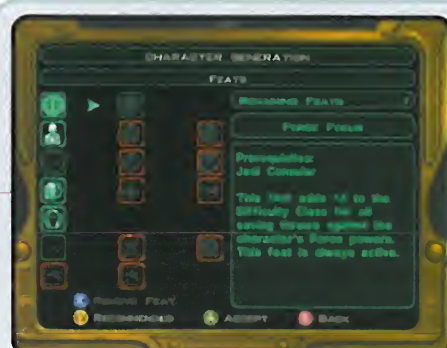 CHARACTER GENERATION
FEATS
REMAINING FEATS
FORCE FOCUS
Prerequisites:
Jedi Consular
This feat adds to the
Difficulty Class for all
saving throws against the
character's Force powers.
This feat is always active.
REMOVE FEAT
RECOMMENDED
ACCEPT
BACK